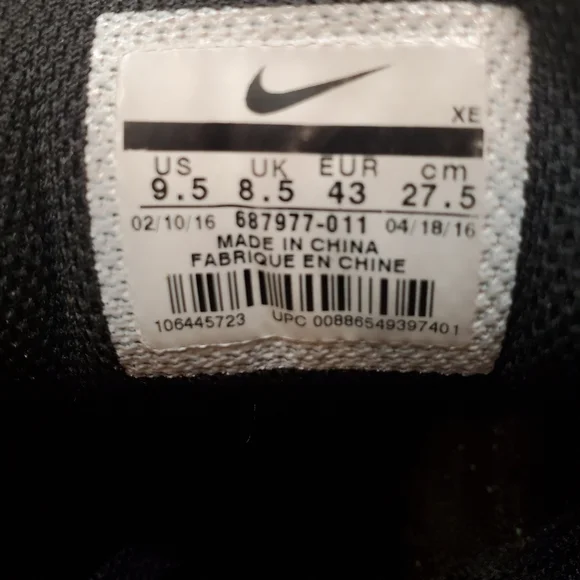 XE
US UK EUR cm
9.5 8.5 43 27.5
02/10/16 687977-011 04/18/16
MADE IN CHINA
FABRIQUE EN CHINE
106445723 UPC 00886549397401